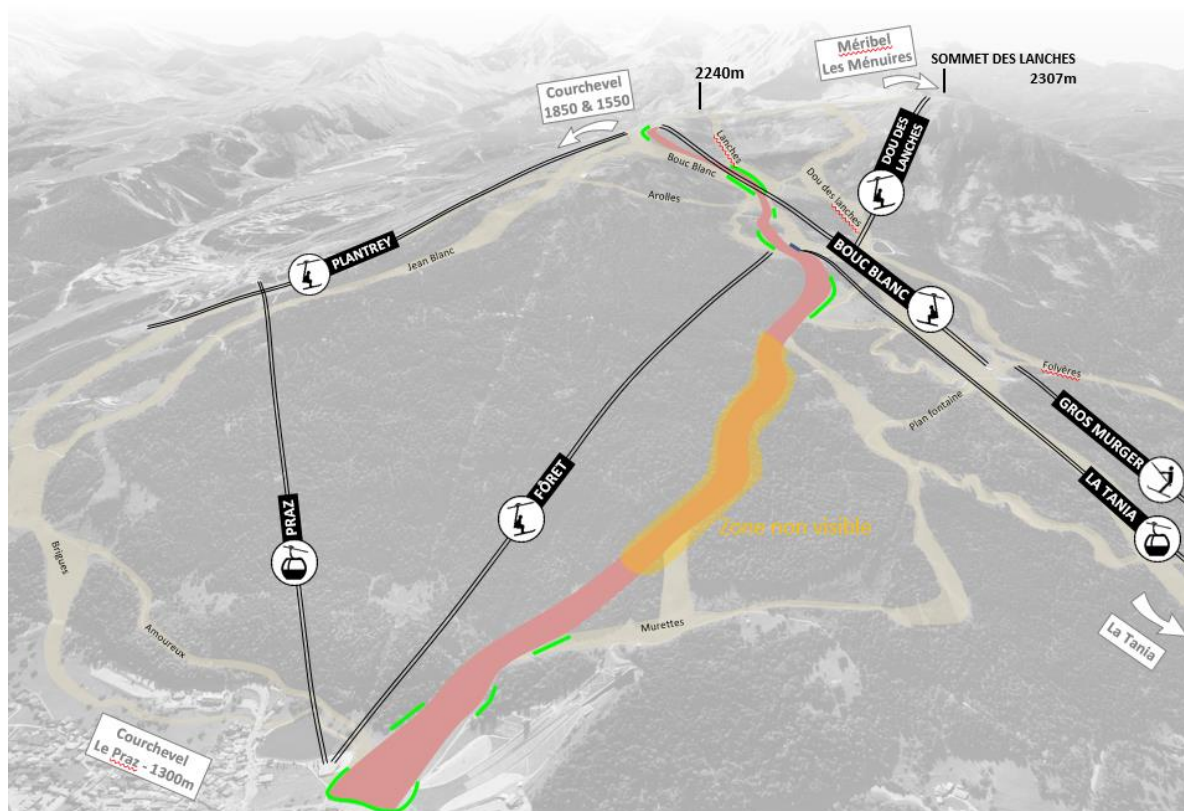 Méribel
Les Ménuires
SOMMET DES LANCHES
2307m
2240m
Courchevel
1850 & 1550
DOU DES
LANCHES
Lanches
Bouc Blanc
Dou des lanches
Arolles
PLANTREY
Jean Blanc
BOUC BLANC
Folyères
Plan fontaine
GROS MURGER
FÔRET
LA TANIA
PRAZ
Zone non visible
Brigues
Amoureux
Murettes
La Tania
Courchevel
Le Praz - 1300m